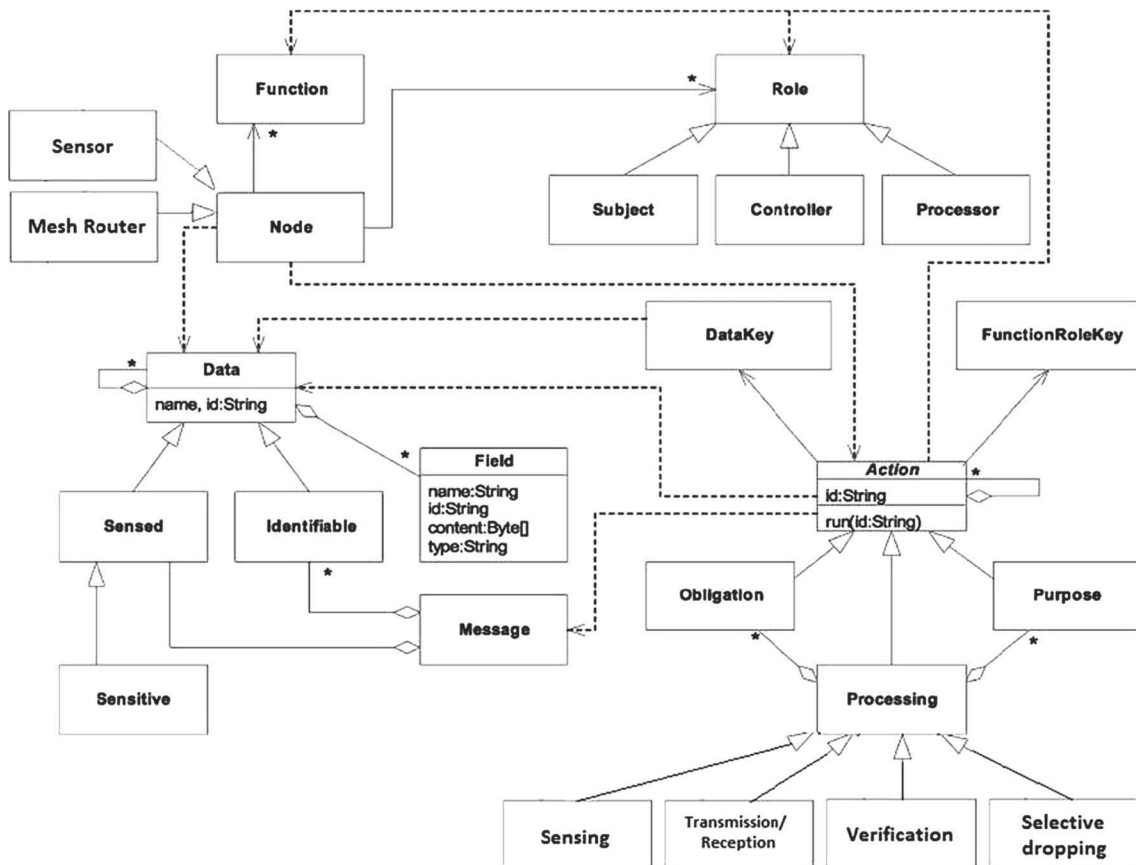 Function
*
Role
*
Sensor
Mesh Router
Node
Subject
Controller
Processor
DataKey
FunctionRoleKey
*
Data
name, id:String
*
Field
name:String
id:String
content:Byte[]
type:String
Action
*
id:String
run(id:String)
Sensed
Identifiable
*
Message
Obligation
*
Purpose
*
Sensitive
Processing
Sensing
Transmission/
Reception
Verification
Selective
dropping